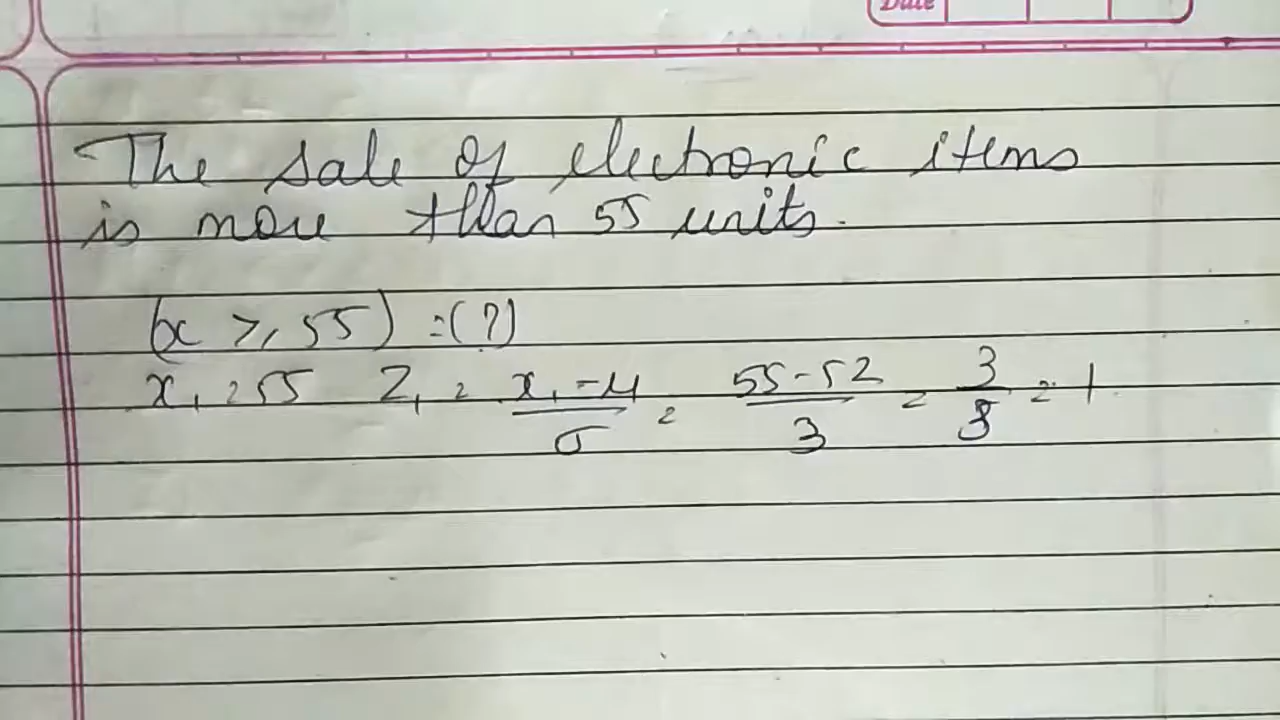 Date
The sale of electronic items
is more than 55 units.
(x ≥ 55) = (?)
x₁ = 55 Z₁ = (x₁ - μ)/σ = (55 - 52)/3 = 3/3 = 1